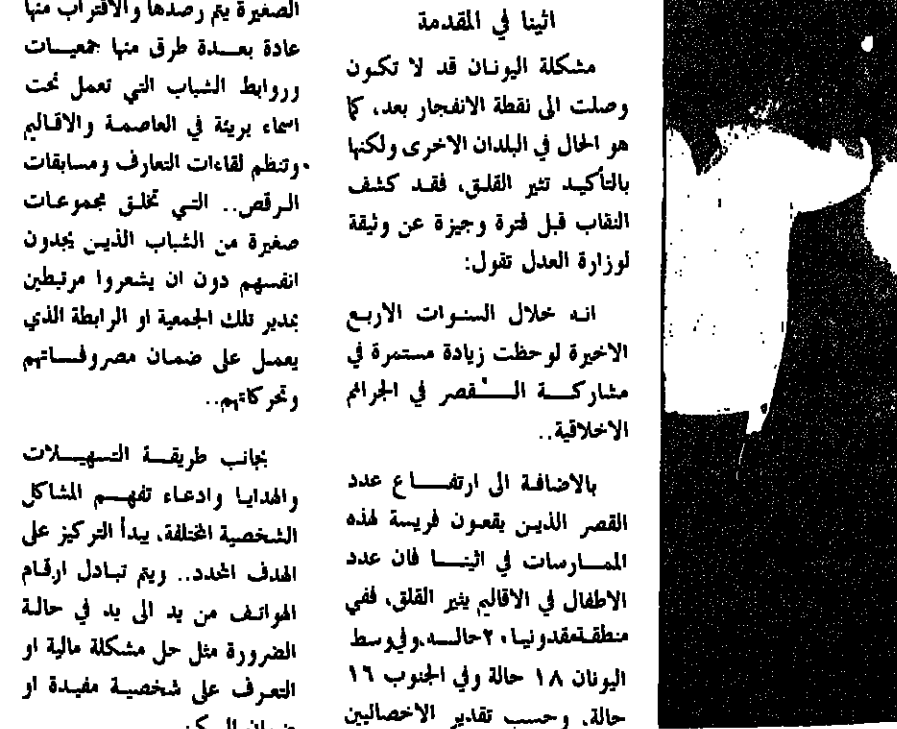 اثينا في المقدمة
مشكلة اليونان قد لا تكون
وصلت الى نقطة الانفجار بعد، كما
هو الحال في البلدان الاخرى ولكنها
بالتأكيد تثير القلق، فقد كشف
النقاب قبل فترة وجيزة عن وثيقة
لوزارة العدل تقول:
انه خلال السنوات الاربع
الاخيرة لوحظت زيادة مستمرة في
مشاركة القصر في الجرائم
الاخلاقية..
بالاضافة الى ارتفاع عدد
القصر الذين يقعون فريسة لهذه
الممارسات في اثينا فان عدد
الاطفال في الاقاليم يثير القلق، ففي
منطقة مقدونيا ٢٠ حاله، وفي وسط
اليونان ١٨ حالة وفي الجنوب ١٦
حالة، وحسب تقدير الاخصاليين
الصغيرة يتم رصدها والاقتراب منها
عادة بعدة طرق منها جمعيات
وروابط الشباب التي تعمل تحت
اسماء بريئة في العاصمة والاقاليم
وتنظم لقاءات التعارف ومسابقات
الرقص.. التي تخلق مجموعات
صغيرة من الشباب الذين يجدون
انفسهم دون ان يشعروا مرتبطين
بمدير تلك الجمعية او الرابطة الذي
يعمل على ضمان مصروفساتهم
وتحركاتهم..
بجانب طريقة التسهيلات
والهدايا وادعاء تفهم المشاكل
الشخصية المختلفة، يبدأ التركيز على
الهدف المحدد.. ويتم تبادل ارقام
الهواتف من يد الى يد في حالة
الضرورة مثل حل مشكلة مالية او
التعرف على شخصية مفيدة او